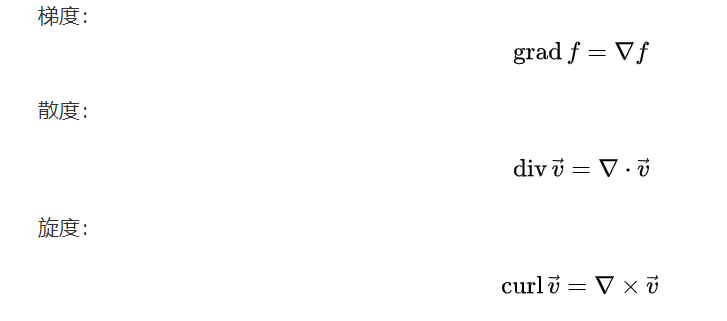 梯度：
grad f = ∇f
散度：
div v⃗ = ∇ · v⃗
旋度：
curl v⃗ = ∇ × v⃗